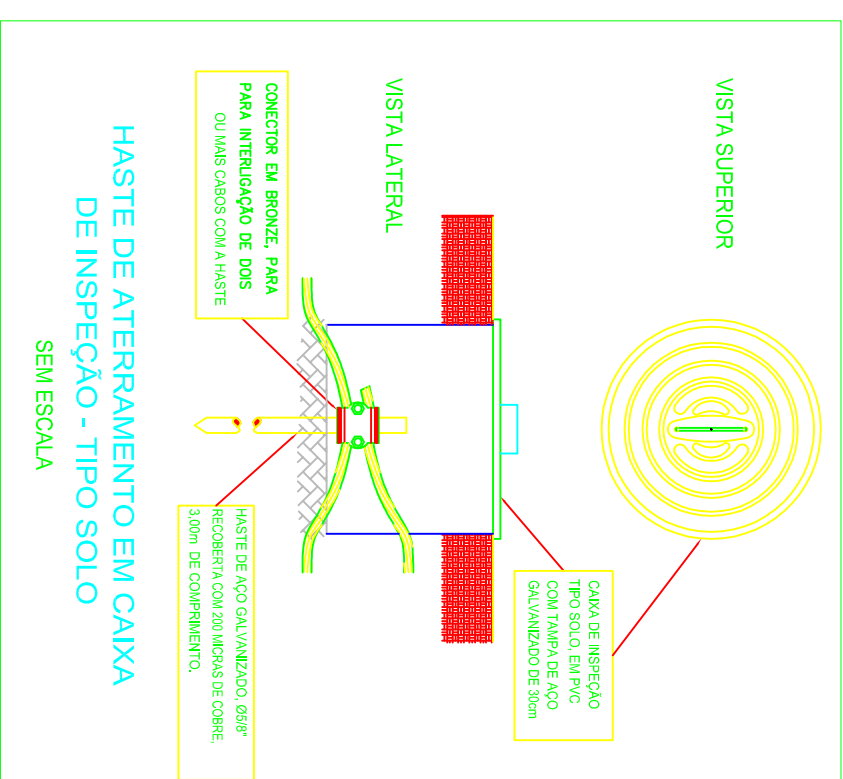 VISTA SUPERIOR
CAIXA DE INSPEÇÃO
TIPO SOLO, EM PVC
COM TAMPA DE AÇO
GALVANIZADO DE 30cm
VISTA LATERAL
CONECTOR EM BRONZE, PARA
PARA INTERLIGAÇÃO DE DOIS
OU MAIS CABOS COM A HASTE
HASTE DE AÇO GALVANIZADO, Ø5/8"
RECOBERTA COM 200 MICRAS DE COBRE,
3,00m DE COMPRIMENTO.
HASTE DE ATERRAMENTO EM CAIXA
DE INSPEÇÃO - TIPO SOLO
SEM ESCALA